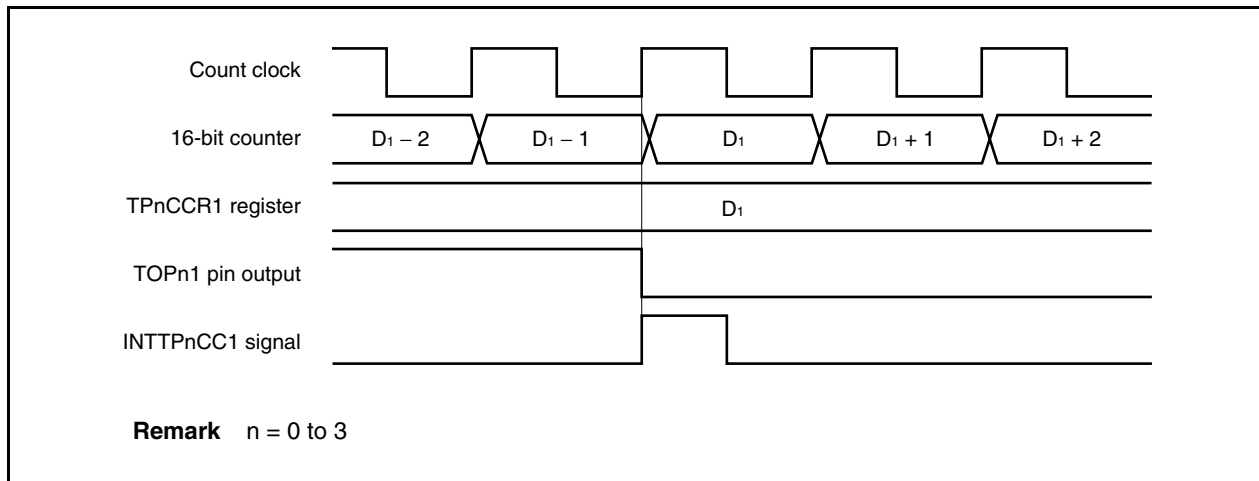 Count clock
16-bit counter
D₁ − 2
D₁ − 1
D₁
D₁ + 1
D₁ + 2
TPnCCR1 register
D₁
TOPn1 pin output
INTTPnCC1 signal
Remark n = 0 to 3